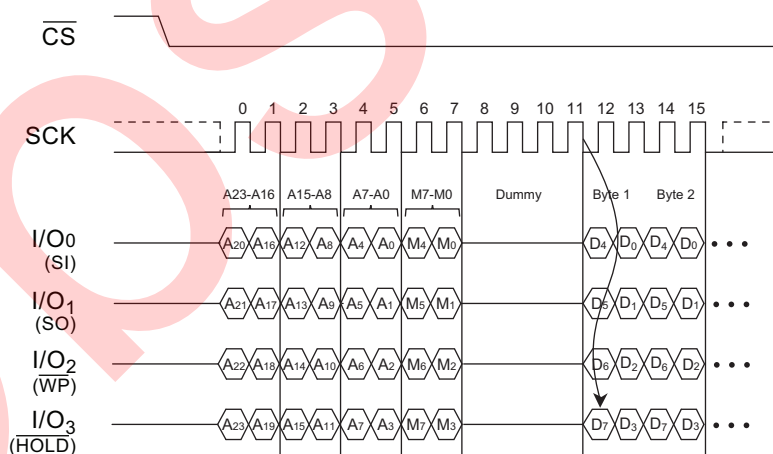 CS
0 1 2 3 4 5 6 7 8 9 10 11 12 13 14 15
SCK
A23-A16 A15-A8 A7-A0 M7-M0 Dummy Byte 1 Byte 2
I/O0 A20 A16 A12 A8 A4 A0 M4 M0 D4 D0 D4 D0 • • •
(SI)
I/O1 A21 A17 A13 A9 A5 A1 M5 M1 D5 D1 D5 D1 • • •
(SO)
I/O2 A22 A18 A14 A10 A6 A2 M6 M2 D6 D2 D6 D2 • • •
(WP)
I/O3 A23 A19 A15 A11 A7 A3 M7 M3 D7 D3 D7 D3 • • •
(HOLD)